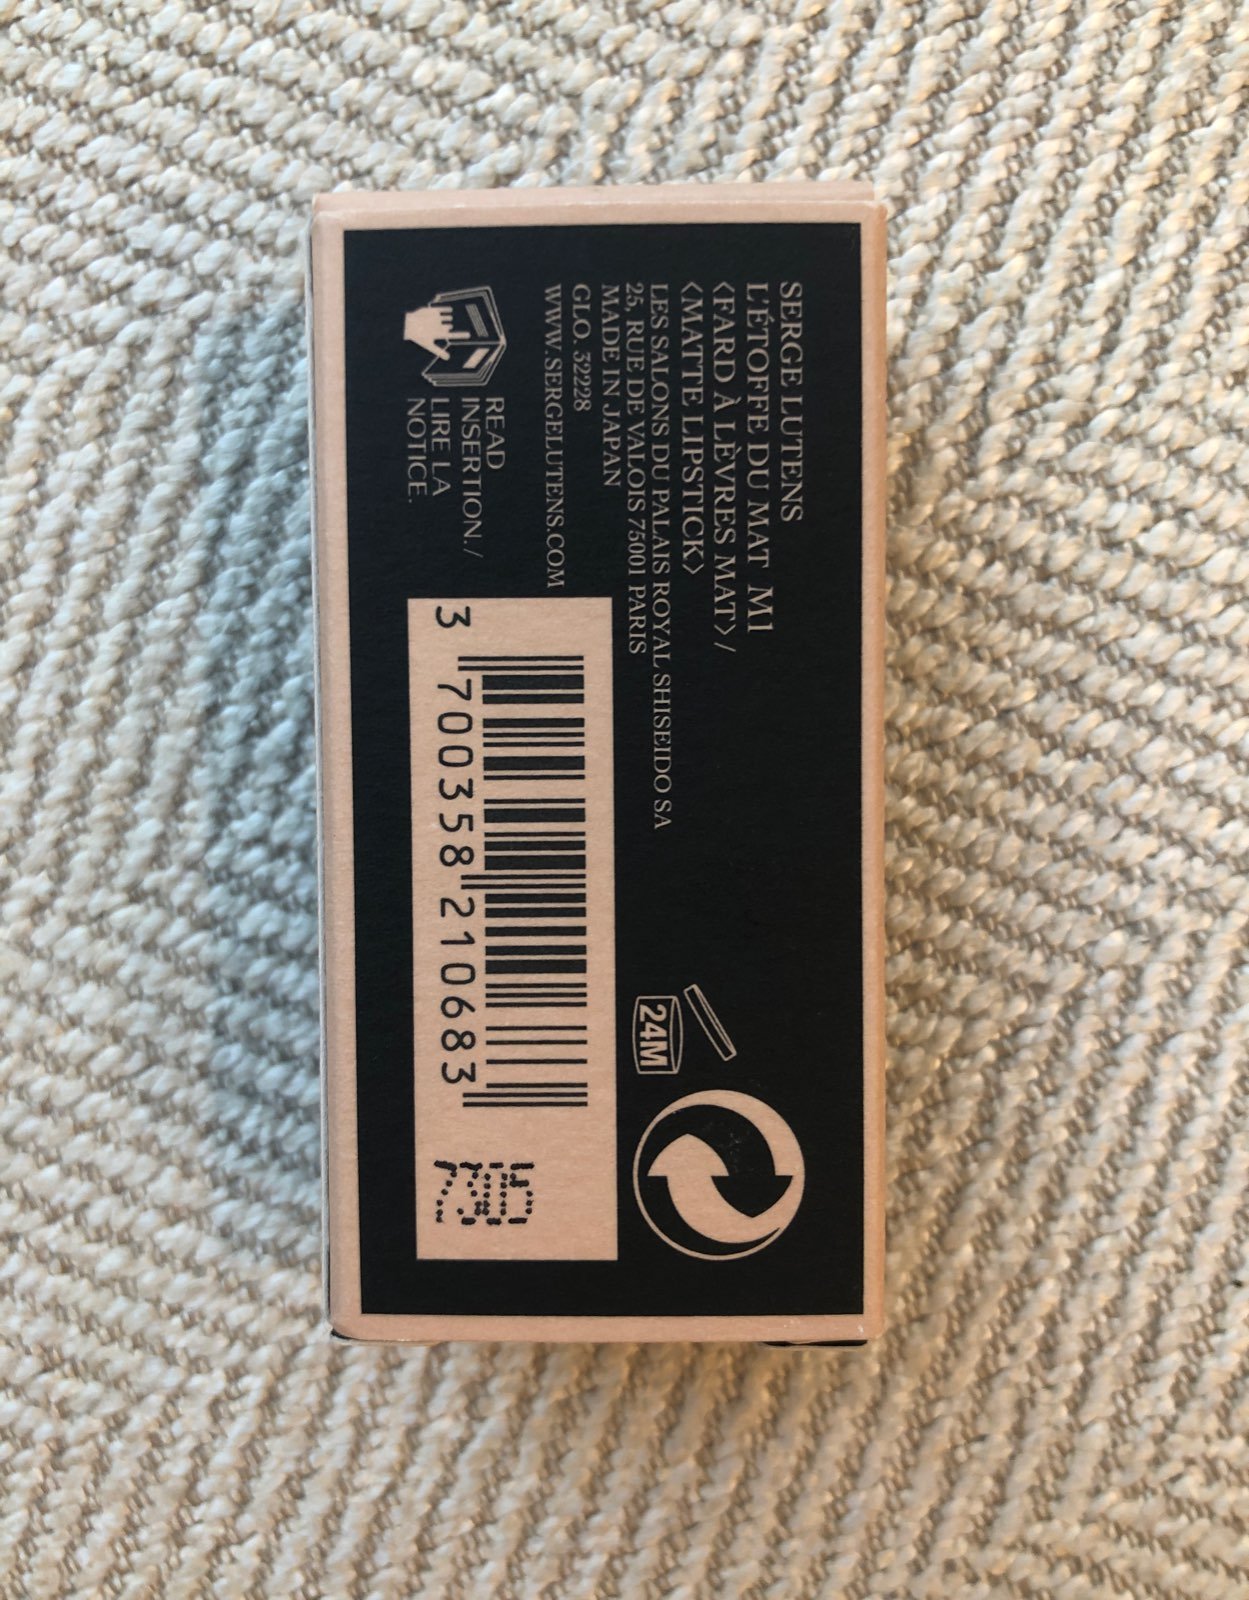 SERGE LUTENS
L'ÉTOFFE DU MAT M1
〈FARD À LÈVRES MAT〉/
〈MATTE LIPSTICK〉
LES SALONS DU PALAIS ROYAL SHISEIDO SA
25, RUE DE VALOIS 75001 PARIS
MADE IN JAPAN
GLO. 32228
WWW.SERGELUTENS.COM
READ
INSERTION. /
LIRE LA
NOTICE.
24M
3 700358 210683
7305